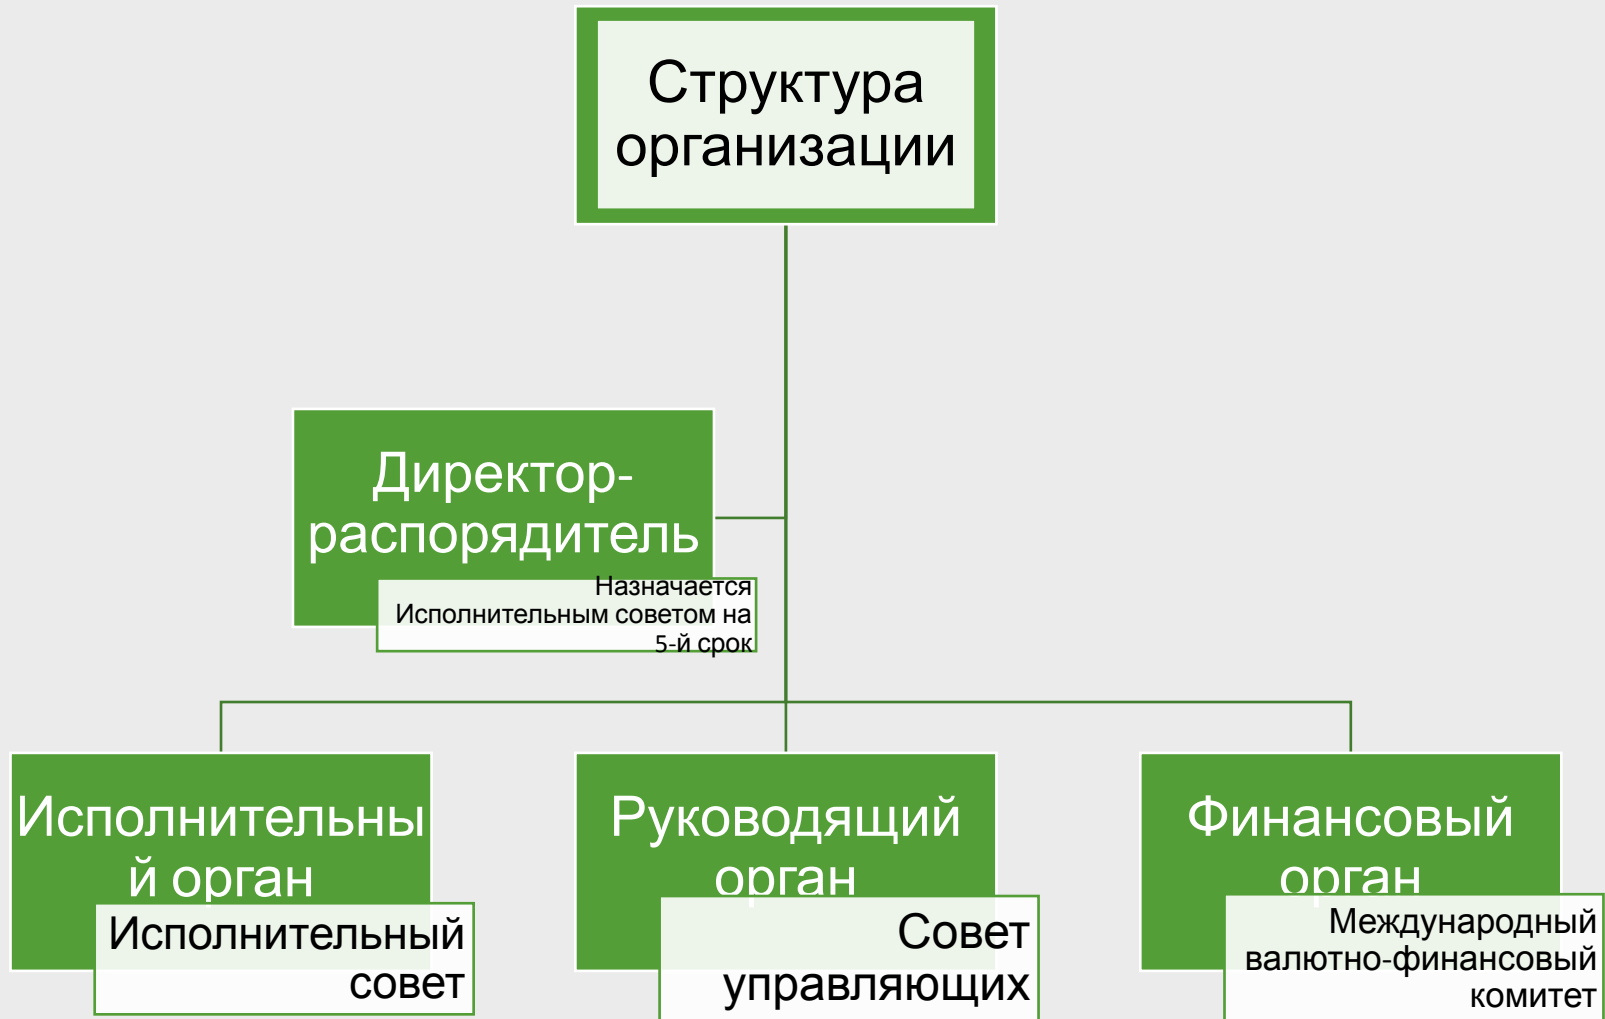 Структура
организации
Директор-
распорядитель
Назначается
Исполнительным советом на
5-й срок
Исполнительны
й орган
Исполнительный
совет
Руководящий
орган
Совет
управляющих
Финансовый
орган
Международный
валютно-финансовый
комитет